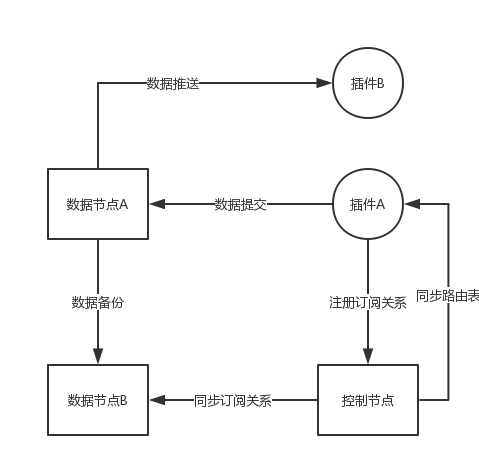 数据推送
插件B
数据节点A
数据提交
插件A
数据备份
注册订阅关系
同步路由表
数据节点B
同步订阅关系
控制节点